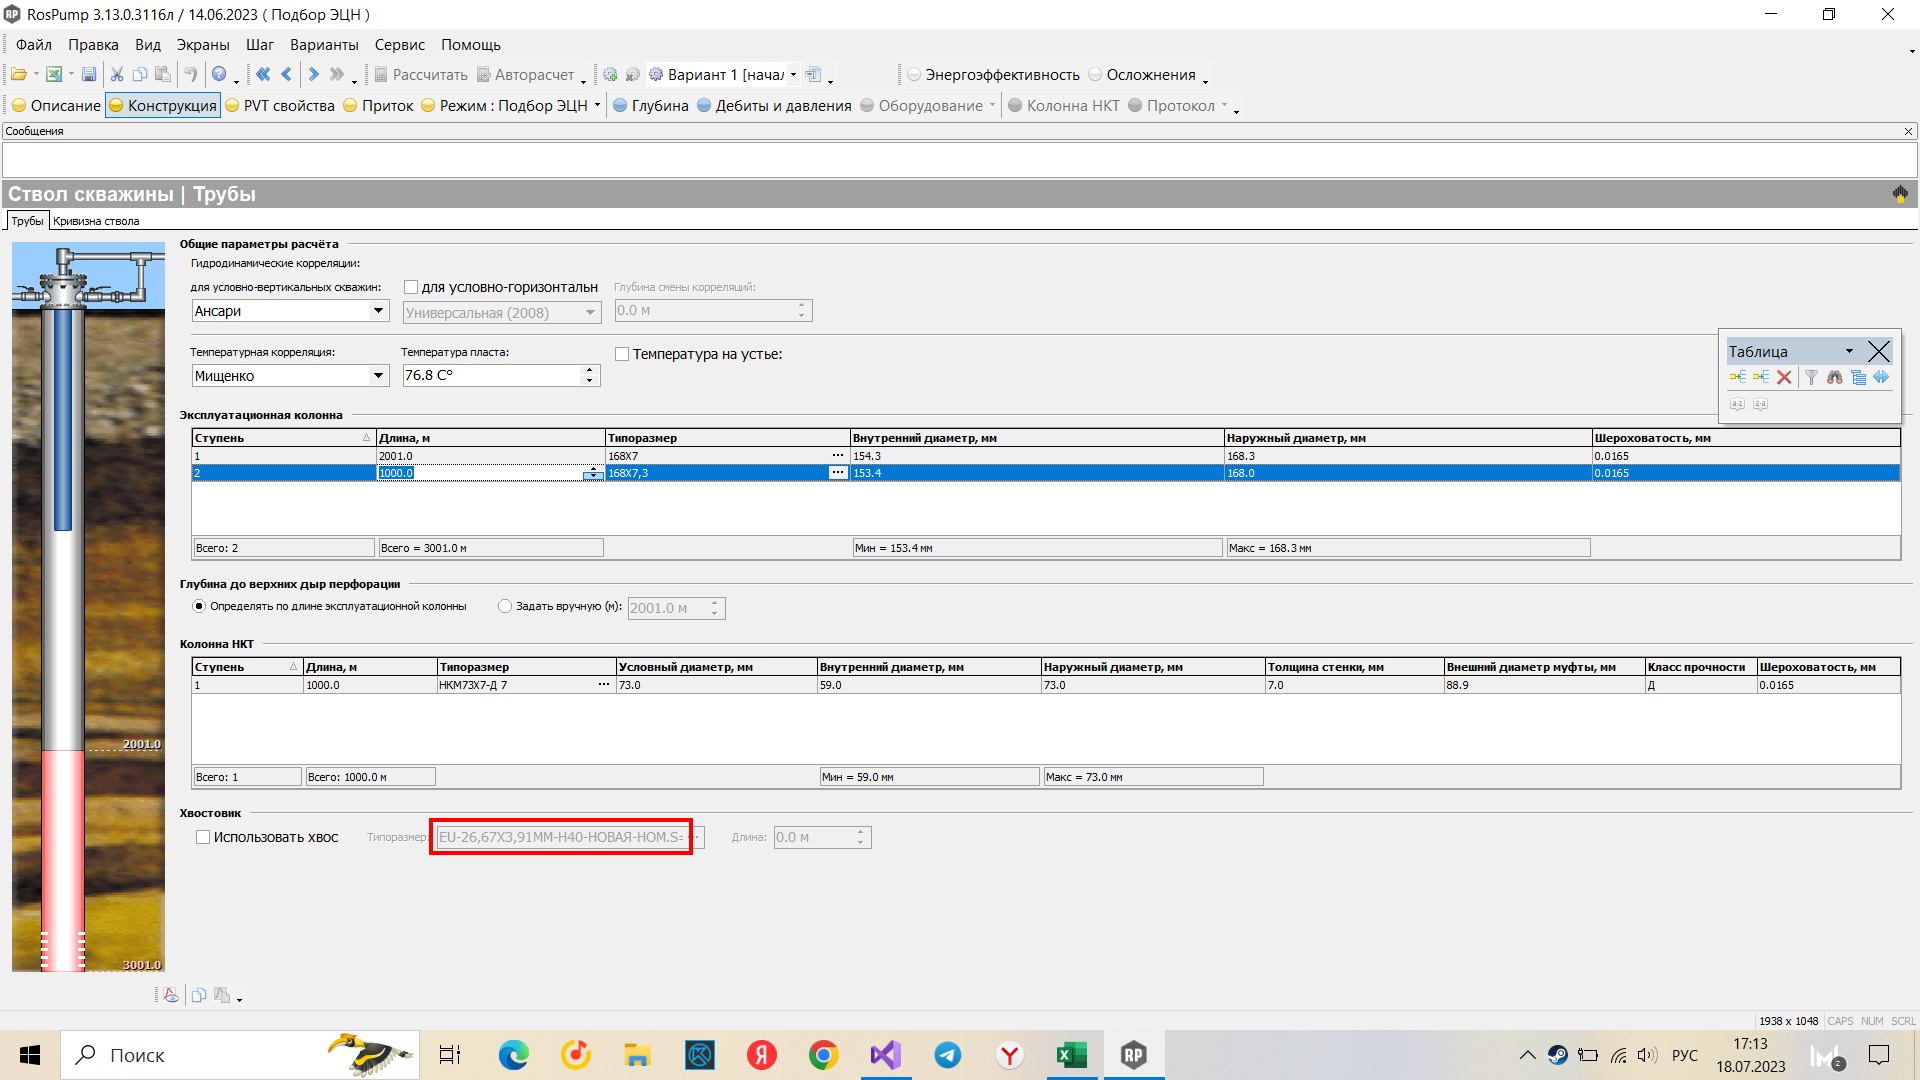 RosPump 3.13.0.3116л / 14.06.2023 ( Подбор ЭЦН )
Файл Правка Вид Экраны Шаг Варианты Сервис Помощь
Рассчитать Авторасчет Вариант 1 [начал Энергоэффективность Осложнения
Описание Конструкция PVT свойства Приток Режим : Подбор ЭЦН Глубина Дебиты и давления Оборудование Колонна НКТ Протокол
Сообщения
Ствол скважины | Трубы
Трубы Кривизна ствола
Общие параметры расчёта
Гидродинамические корреляции:
для условно-вертикальных скважин: для условно-горизонтальн Глубина смены корреляций:
Ансари Универсальная (2008) 0.0 м
Температурная корреляция: Температура пласта: Температура на устье:
Мищенко 76.8 C°
Таблица
a-z z-a
Эксплуатационная колонна
Ступень Длина, м Типоразмер Внутренний диаметр, мм Наружный диаметр, мм Шероховатость, мм
1 2001.0 168X7 ... 154.3 168.3 0.0165
2 1000.0 168X7,3 ... 153.4 168.0 0.0165
Всего: 2 Всего = 3001.0 м Мин = 153.4 мм Макс = 168.3 мм
Глубина до верхних дыр перфорации
Определять по длине эксплуатационной колонны Задать вручную (м): 2001.0 м
Колонна НКТ
Ступень Длина, м Типоразмер Условный диаметр, мм Внутренний диаметр, мм Наружный диаметр, мм Толщина стенки, мм Внешний диаметр муфты, мм Класс прочности Шероховатость, мм
1 1000.0 НКМ73Х7-Д 7 ... 73.0 59.0 73.0 7.0 88.9 Д 0.0165
2001.0
Всего: 1 Всего: 1000.0 м Мин = 59.0 мм Макс = 73.0 мм
Хвостовик
Использовать хвос Типоразмер: EU-26,67X3,91MM-H40-НОВАЯ-НОМ.S= Длина: 0.0 м
3001.0
1938 x 1048 CAPS NUM SCRL
Поиск
РУС
17:13
18.07.2023
2